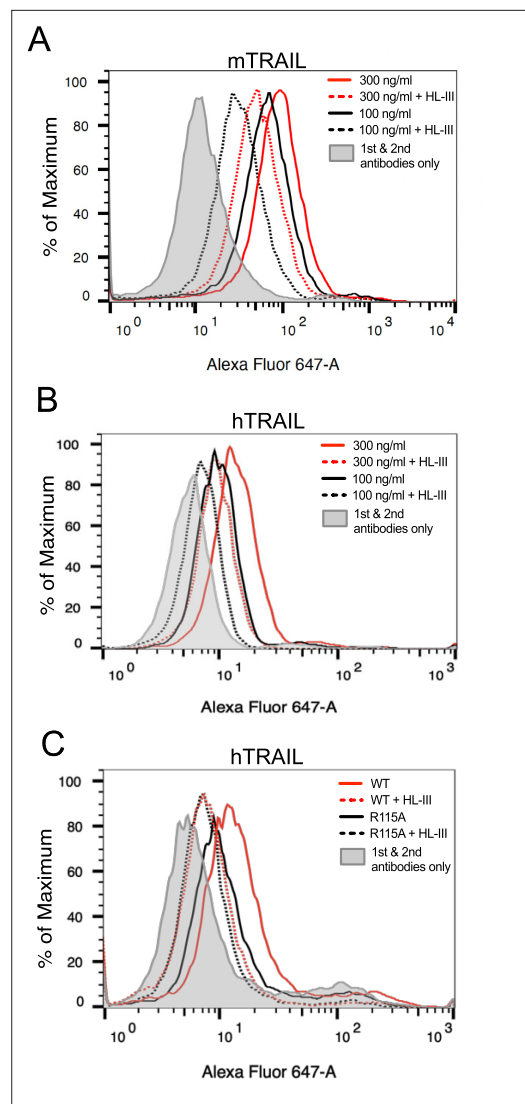 A
mTRAIL
300 ng/ml
300 ng/ml + HL-III
100 ng/ml
100 ng/ml + HL-III
1st & 2nd
antibodies only
% of Maximum
100
80
60
40
20
0
10^0 10^1 10^2 10^3 10^4
Alexa Fluor 647-A
B
hTRAIL
300 ng/ml
300 ng/ml + HL-III
100 ng/ml
100 ng/ml + HL-III
1st & 2nd
antibodies only
% of Maximum
100
80
60
40
20
0
10^0 10^1 10^2 10^3
Alexa Fluor 647-A
C
hTRAIL
WT
WT + HL-III
R115A
R115A + HL-III
1st & 2nd
antibodies only
% of Maximum
100
80
60
40
20
0
10^0 10^1 10^2 10^3
Alexa Fluor 647-A